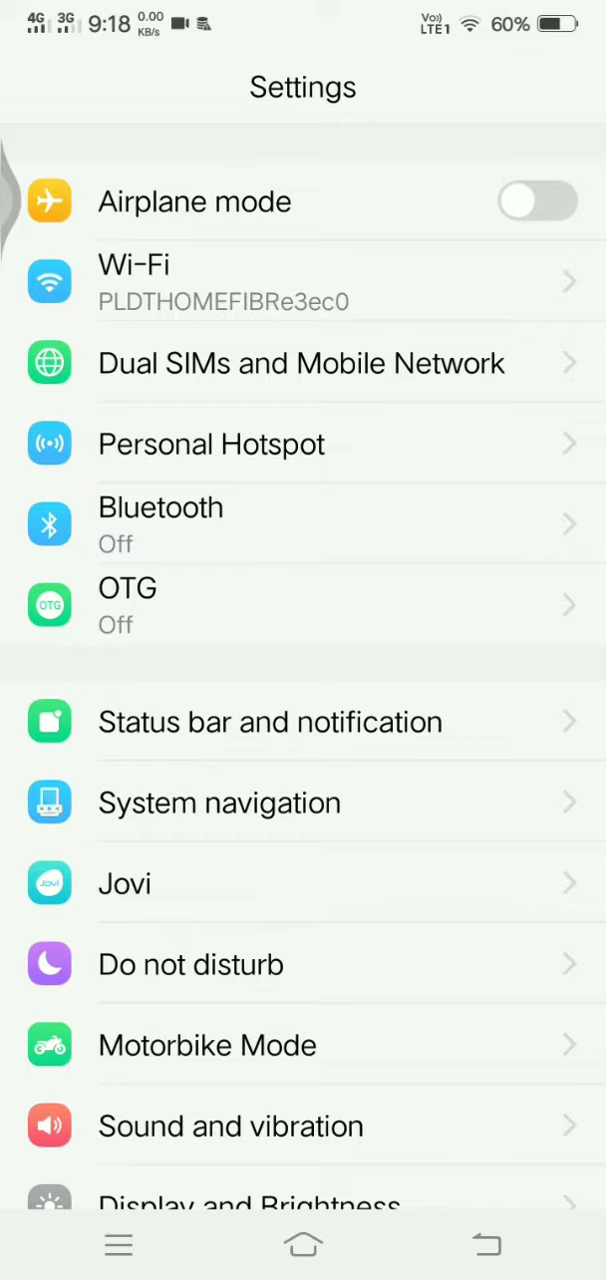 4G 3G 9:18 0.00 KB/s Vo)) LTE1 60%
Settings
Airplane mode
Wi-Fi
PLDTHOMEFIBRe3ec0
Dual SIMs and Mobile Network
Personal Hotspot
Bluetooth
Off
OTG
OTG
Off
Status bar and notification
System navigation
Jovi
Jovi
Do not disturb
Motorbike Mode
Sound and vibration
Display and Brightness